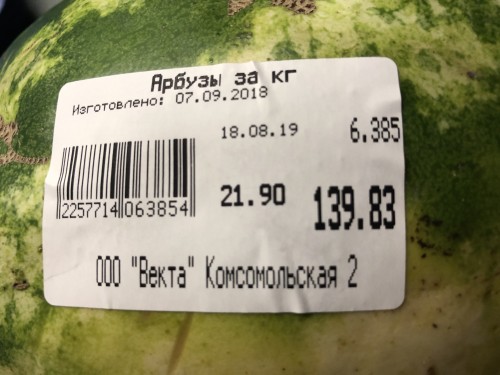 Арбузы за кг
Изготовлено: 07.09.2018
18.08.19 6.385
21.90 139.83
2257714 063854
ООО "Векта" Комсомольская 2